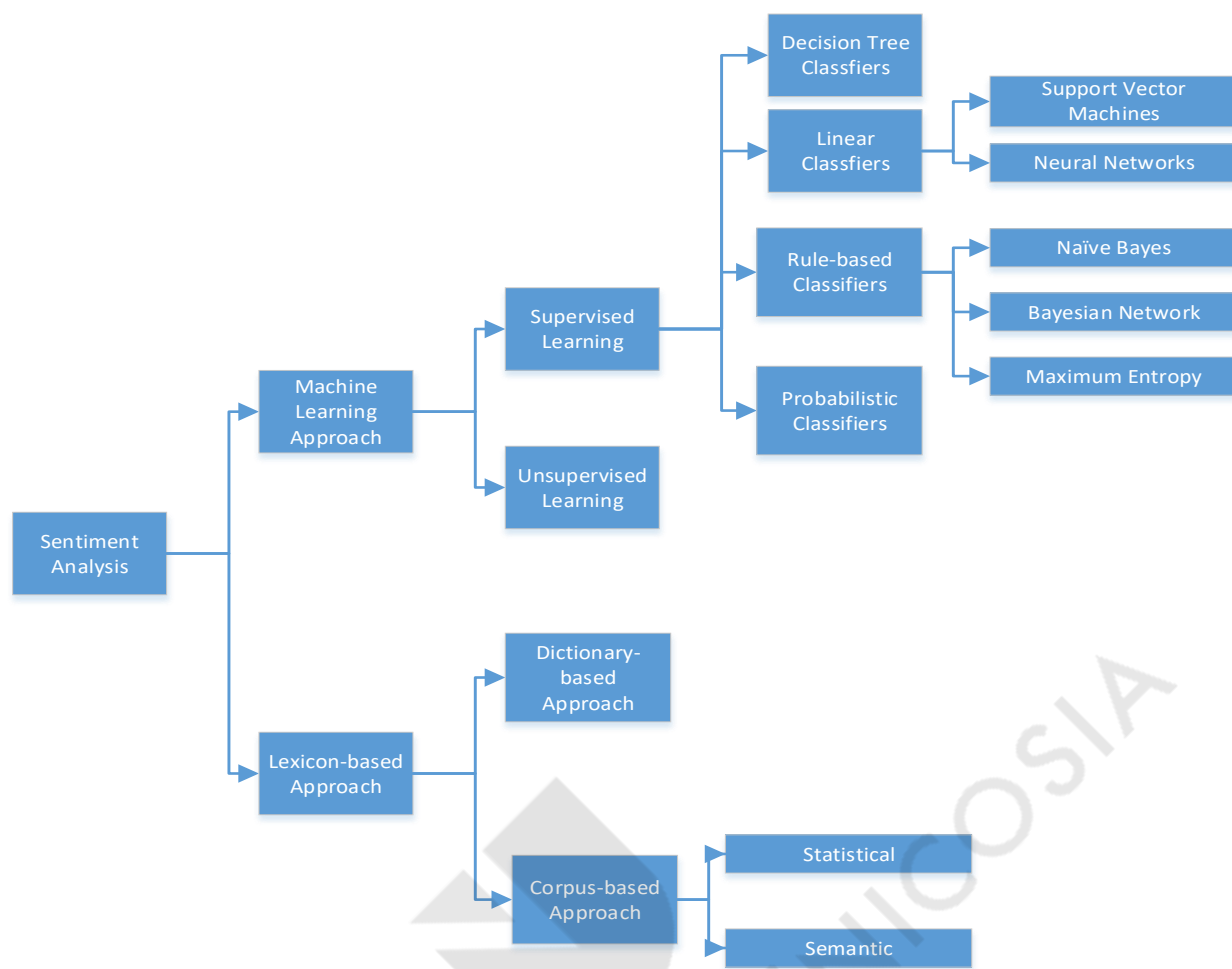 Decision Tree
Classfiers
Support Vector
Machines
Linear
Classfiers
Neural Networks
Naïve Bayes
Rule-based
Classifiers
Bayesian Network
Supervised
Learning
Maximum Entropy
Machine
Learning
Approach
Probabilistic
Classifiers
Unsupervised
Learning
Sentiment
Analysis
Dictionary-
based
Approach
Lexicon-based
Approach
Statistical
Corpus-based
Approach
Semantic